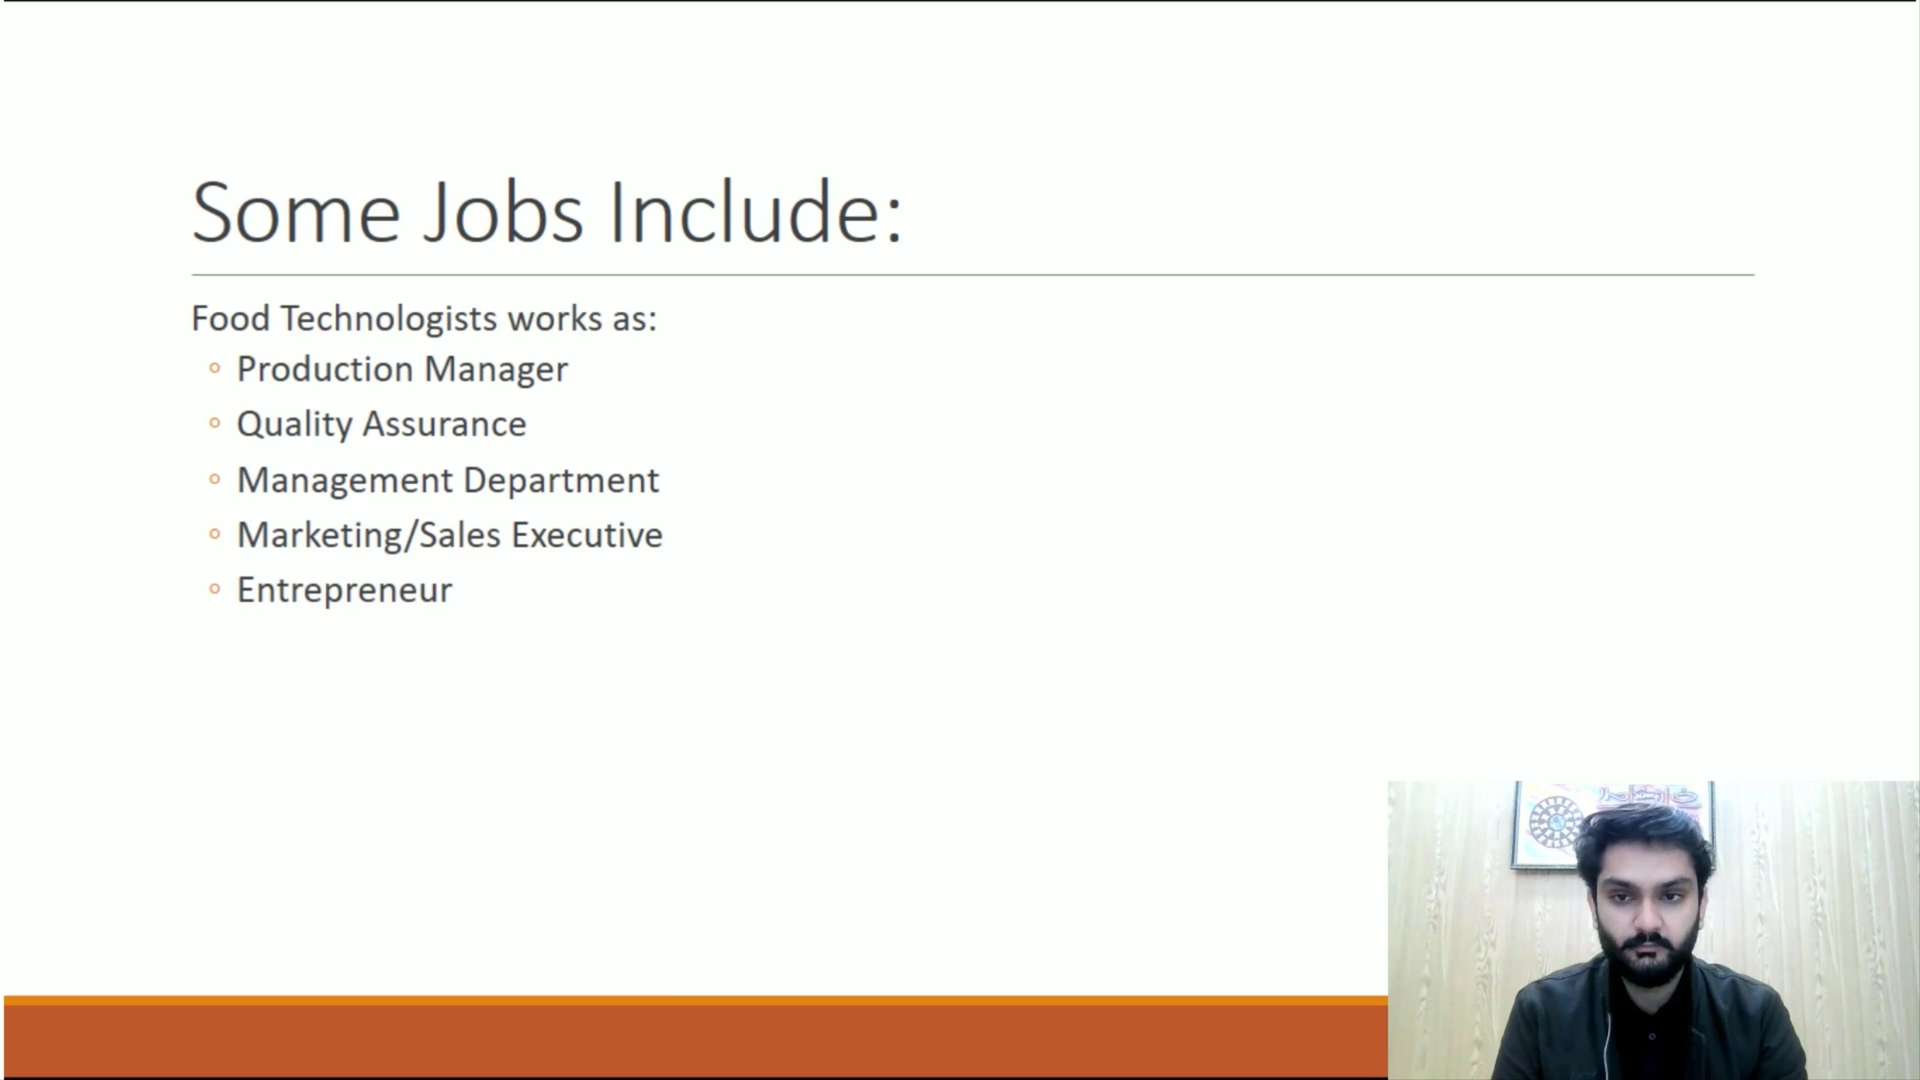 Some Jobs Include:
Food Technologists works as:
◦ Production Manager
◦ Quality Assurance
◦ Management Department
◦ Marketing/Sales Executive
◦ Entrepreneur